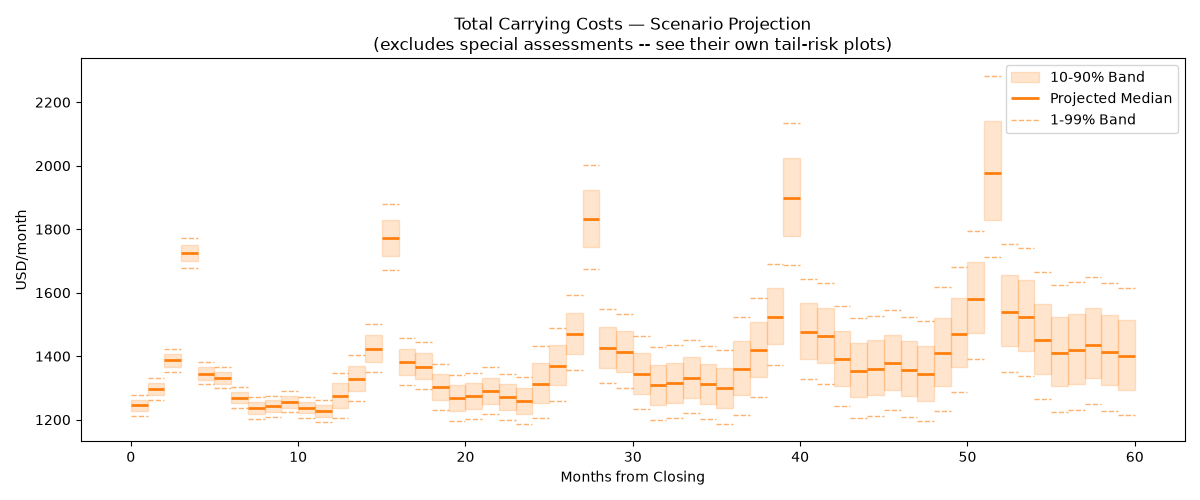 Total Carrying Costs — Scenario Projection
(excludes special assessments -- see their own tail-risk plots)
10-90% Band
Projected Median
1-99% Band
USD/month
2200
2000
1800
1600
1400
1200
0
10
20
30
40
50
60
Months from Closing